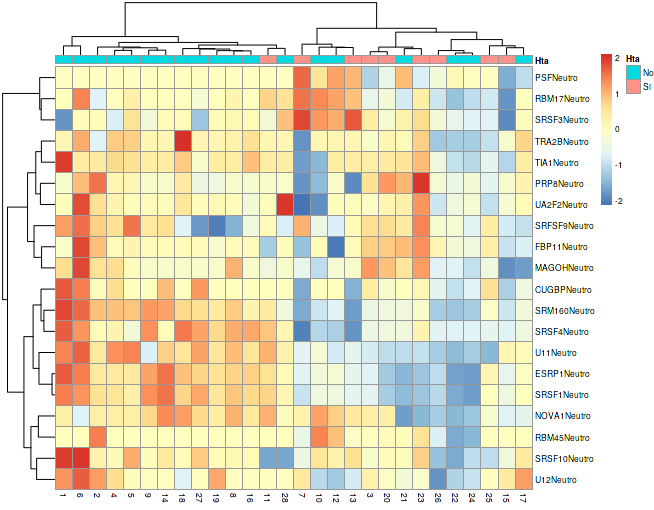 Hta
PSFNeutro
RBM17Neutro
SRSF3Neutro
TRA2BNeutro
TIA1Neutro
PRP8Neutro
UA2F2Neutro
SRFSF9Neutro
FBP11Neutro
MAGOHNeutro
CUGBPNeutro
SRM160Neutro
SRSF4Neutro
U11Neutro
ESRP1Neutro
SRSF1Neutro
NOVA1Neutro
RBM45Neutro
SRSF10Neutro
U12Neutro
1 6 2 4 5 9 14 18 27 19 8 16 11 28 7 10 12 13 3 20 21 23 26 22 24 25 15 17
2
1
0
-1
-2
Hta
No
SI